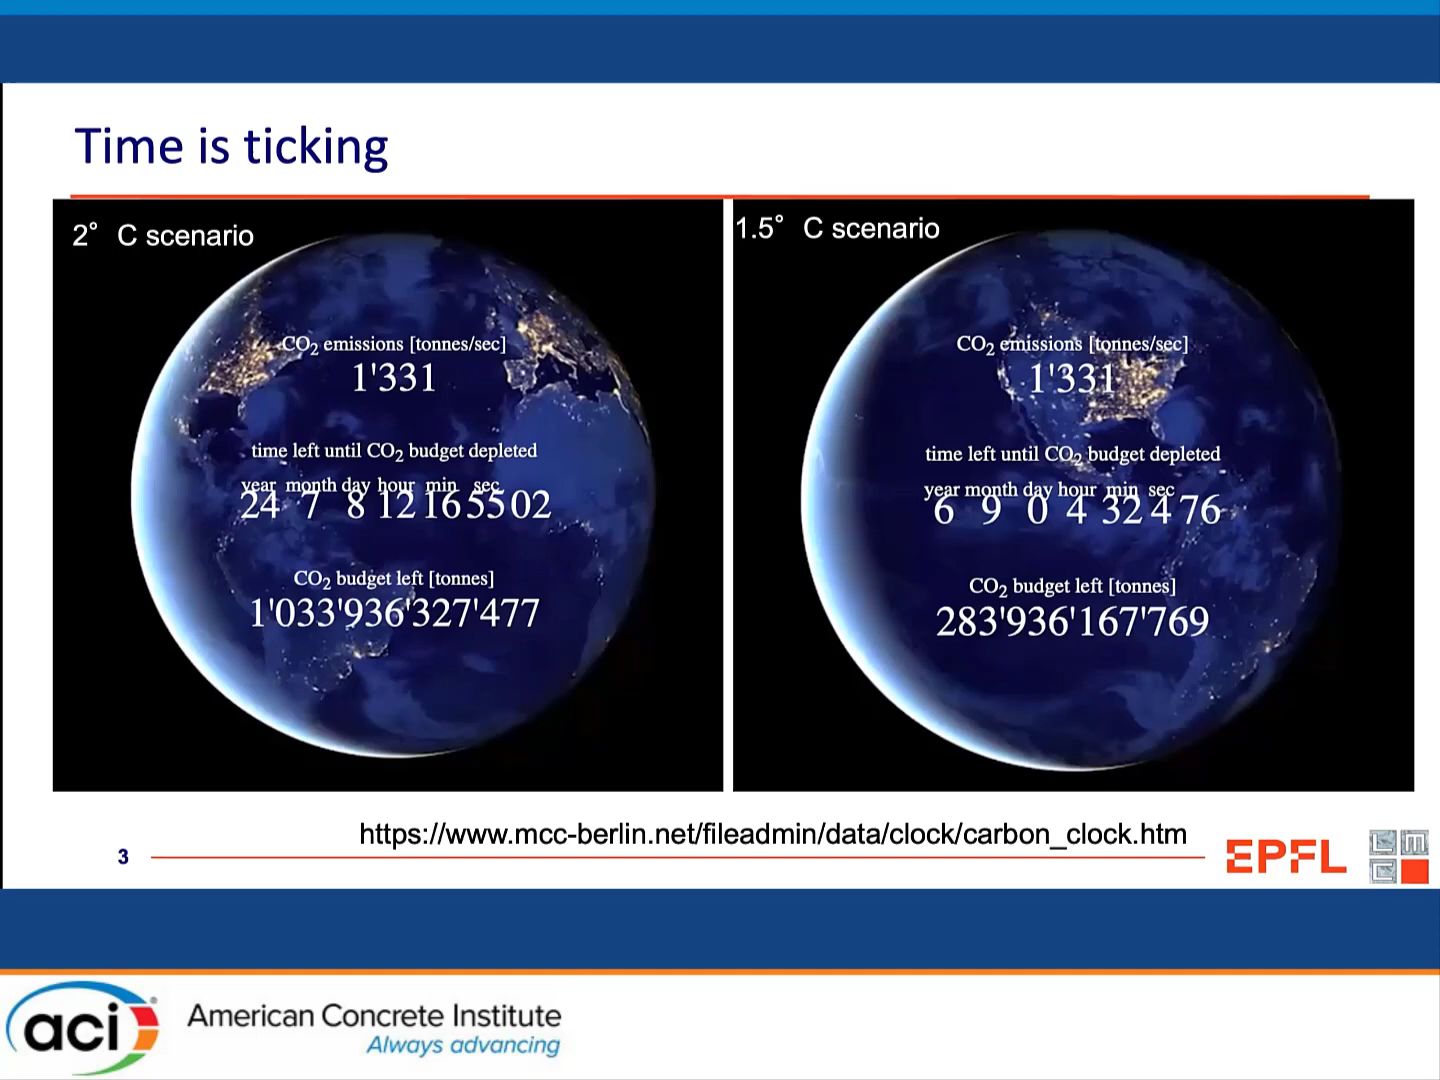 Time is ticking
2° C scenario
CO2 emissions [tonnes/sec]
1'331
time left until CO2 budget depleted
year month day hour min sec
24 7 8 12 16 55 02
CO2 budget left [tonnes]
1'033'936'327'477
1.5° C scenario
CO2 emissions [tonnes/sec]
1'331
time left until CO2 budget depleted
year month day hour min sec
6 9 0 4 32 4 76
CO2 budget left [tonnes]
283'936'167'769
https://www.mcc-berlin.net/fileadmin/data/clock/carbon_clock.htm
3
EPFL
L M
C
aci
American Concrete Institute
Always advancing